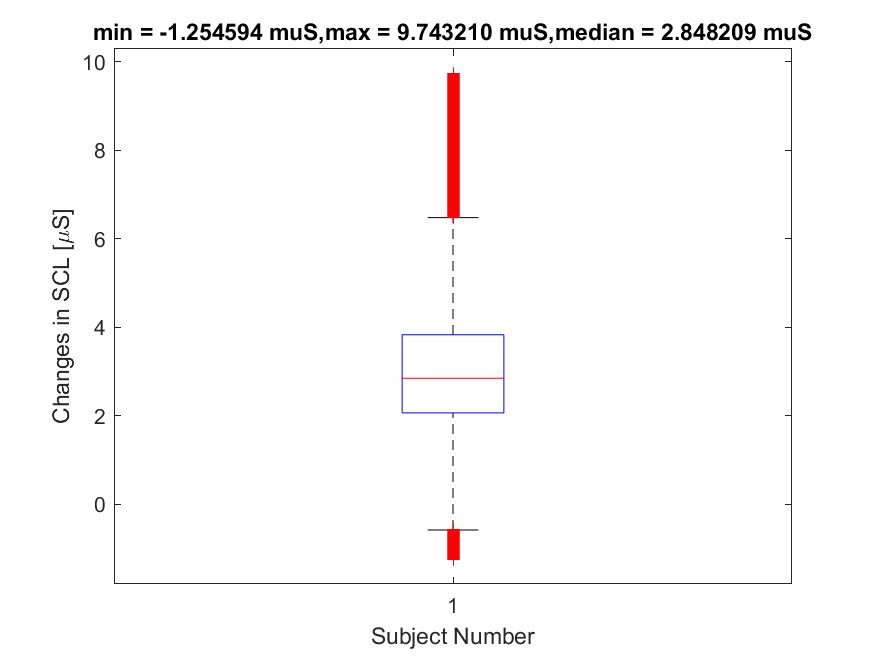 min = -1.254594 muS,max = 9.743210 muS,median = 2.848209 muS
10
8
6
4
2
0
Changes in SCL [μS]
1
Subject Number